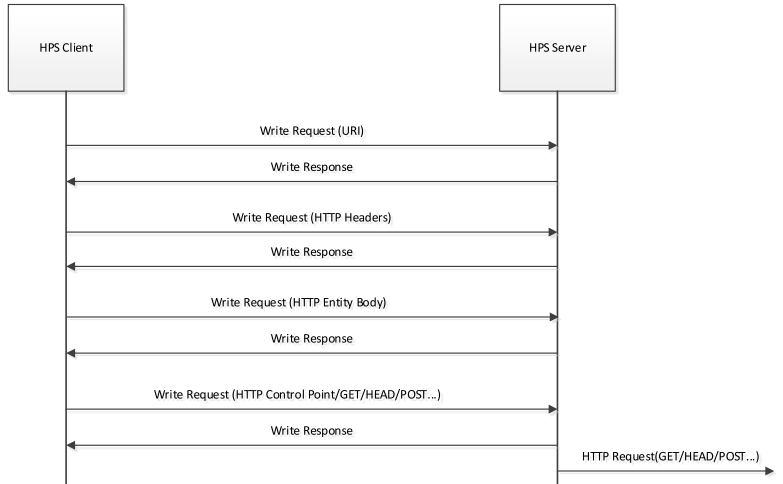 HPS Client
HPS Server
Write Request (URI)
Write Response
Write Request (HTTP Headers)
Write Response
Write Request (HTTP Entity Body)
Write Response
Write Request (HTTP Control Point/GET/HEAD/POST...)
Write Response
HTTP Request(GET/HEAD/POST...)